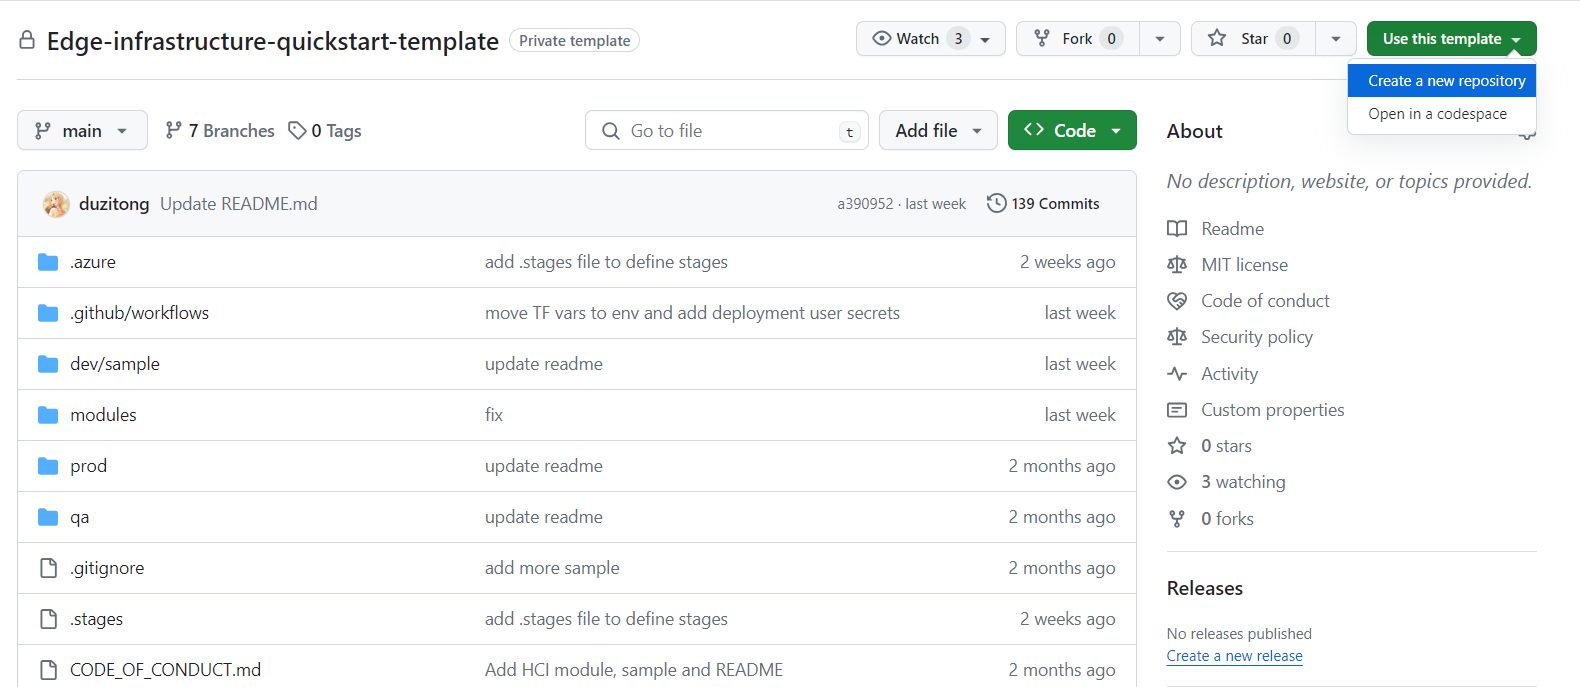 Edge-infrastructure-quickstart-template Private template Watch 3 Fork 0 Star 0 Use this template
Create a new repository
Open in a codespace
main 7 Branches 0 Tags Go to file t Add file Code
About
No description, website, or topics provided.
duzitong Update README.md a390952 · last week 139 Commits
.azure add .stages file to define stages 2 weeks ago
.github/workflows move TF vars to env and add deployment user secrets last week
dev/sample update readme last week
modules fix last week
prod update readme 2 months ago
qa update readme 2 months ago
.gitignore add more sample 2 months ago
.stages add .stages file to define stages 2 weeks ago
CODE_OF_CONDUCT.md Add HCI module, sample and README 2 months ago
Readme
MIT license
Code of conduct
Security policy
Activity
Custom properties
0 stars
3 watching
0 forks
Releases
No releases published
Create a new release